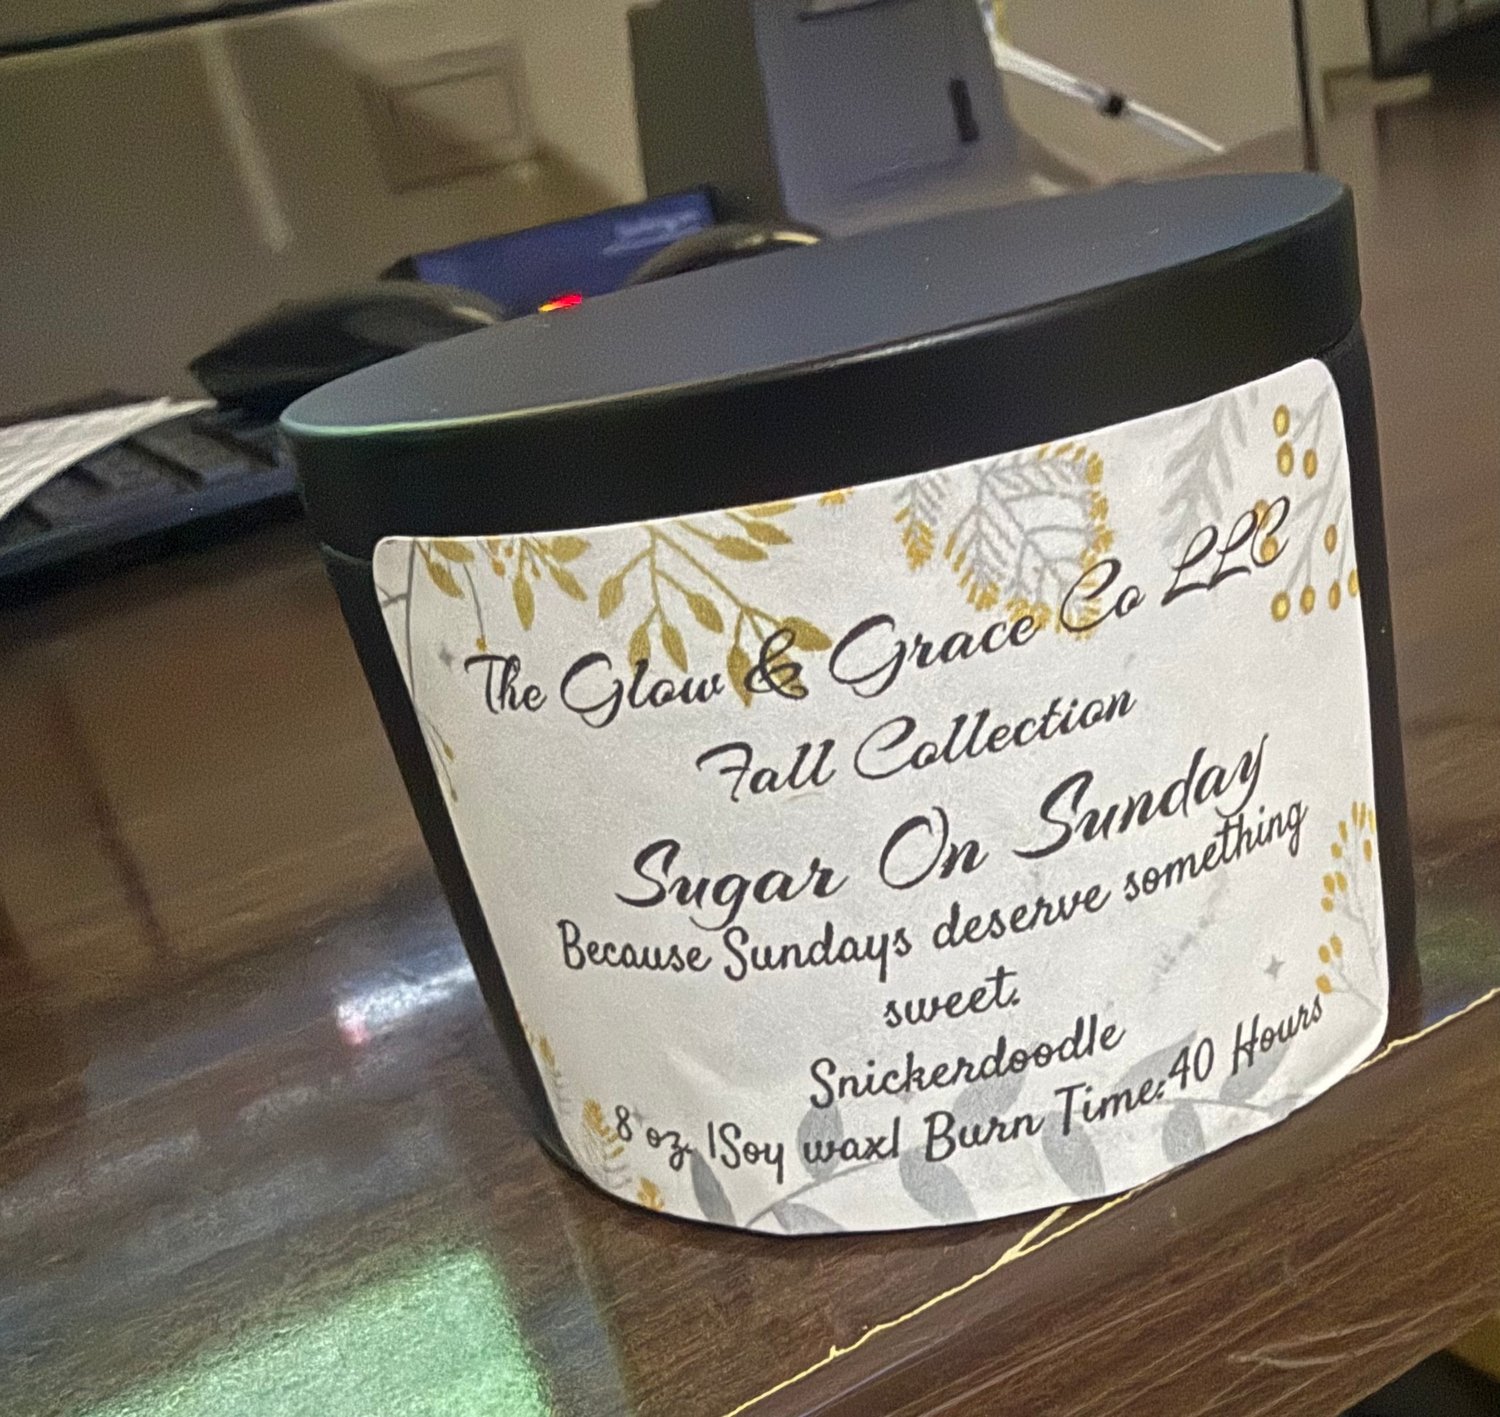 The Glow & Grace Co LLC
Fall Collection
Sugar On Sunday
Because Sundays deserve something
sweet.
Snickerdoodle
8 oz |Soy wax| Burn Time:40 Hours